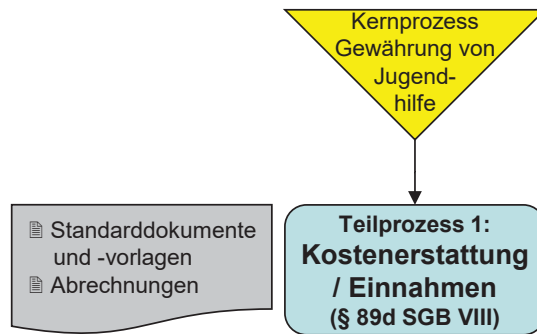 Kernprozess
Gewährung von
Jugend-
hilfe
Standarddokumente
und -vorlagen
Abrechnungen
Teilprozess 1:
Kostenerstattung
/ Einnahmen
(§ 89d SGB VIII)